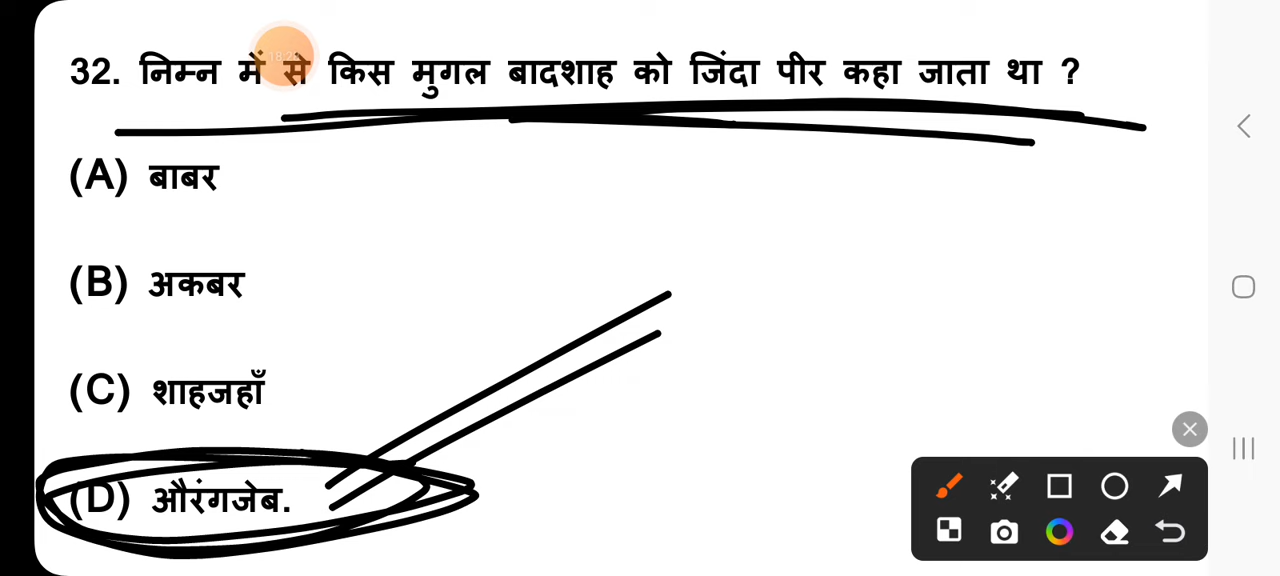 32. निम्न में से किस मुगल बादशाह को जिंदा पीर कहा जाता था ?
(A) बाबर
(B) अकबर
(C) शाहजहाँ
(D) औरंगजेब.